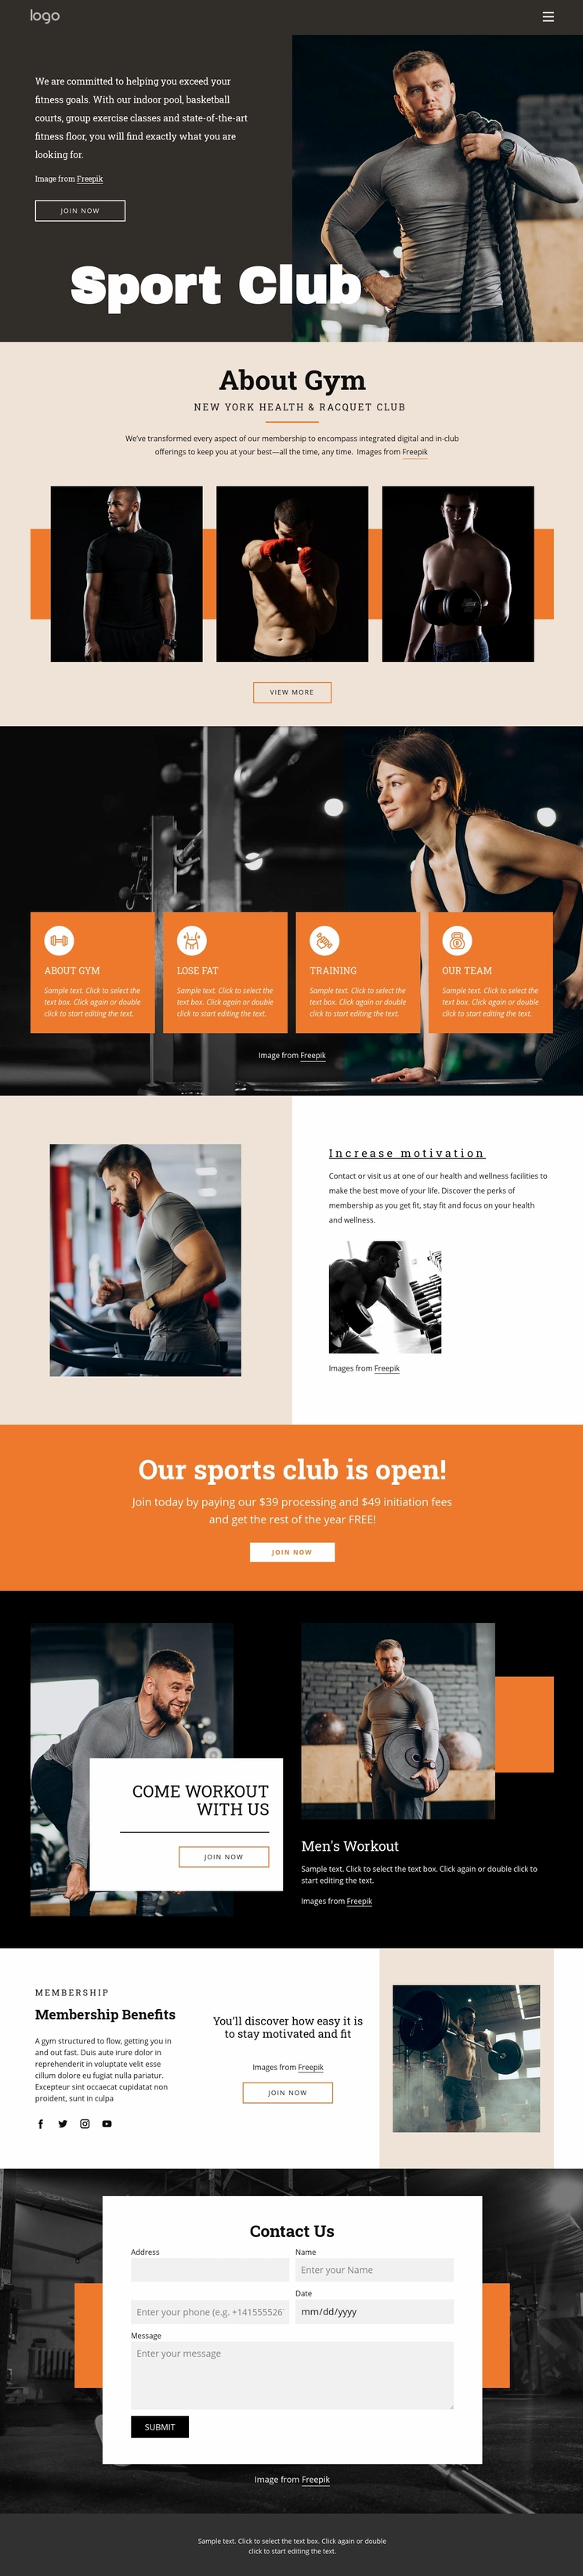 logo
We are committed to helping you exceed your
fitness goals. With our indoor pool, basketball
courts, group exercise classes and state-of-the-art
fitness floor, you will find exactly what you are
looking for.
Image from Freepik
JOIN NOW
Sport Club
About Gym
NEW YORK HEALTH & RACQUET CLUB
We've transformed every aspect of our membership to encompass integrated digital and in-club
offerings to keep you at your best—all the time, any time. Images from Freepik
VIEW MORE
ABOUT GYM
Sample text. Click to select the
text box. Click again or double
click to start editing the text.
LOSE FAT
Sample text. Click to select the
text box. Click again or double
click to start editing the text.
TRAINING
Sample text. Click to select the
text box. Click again or double
click to start editing the text.
OUR TEAM
Sample text. Click to select the
text box. Click again or double
click to start editing the text.
Image from Freepik
Increase motivation
Contact or visit us at one of our health and wellness facilities to
make the best move of your life. Discover the perks of
membership as you get fit, stay fit and focus on your health
and wellness.
Images from Freepik
Our sports club is open!
Join today by paying our $39 processing and $49 initiation fees
and get the rest of the year FREE!
JOIN NOW
COME WORKOUT
WITH US
JOIN NOW
Men's Workout
Sample text. Click to select the text box. Click again or double click to
start editing the text.
Images from Freepik
MEMBERSHIP
Membership Benefits
A gym structured to flow, getting you in
and out fast. Duis aute irure dolor in
reprehenderit in voluptate velit esse
cillum dolore eu fugiat nulla pariatur.
Excepteur sint occaecat cupidatat non
proident, sunt in culpa
You'll discover how easy it is
to stay motivated and fit
Images from Freepik
JOIN NOW
Contact Us
Address
Name
Enter your Name
Date
Enter your phone (e.g. +141555526
mm/dd/yyyy
Message
Enter your message
SUBMIT
Image from Freepik
Sample text. Click to select the text box. Click again or double
click to start editing the text.